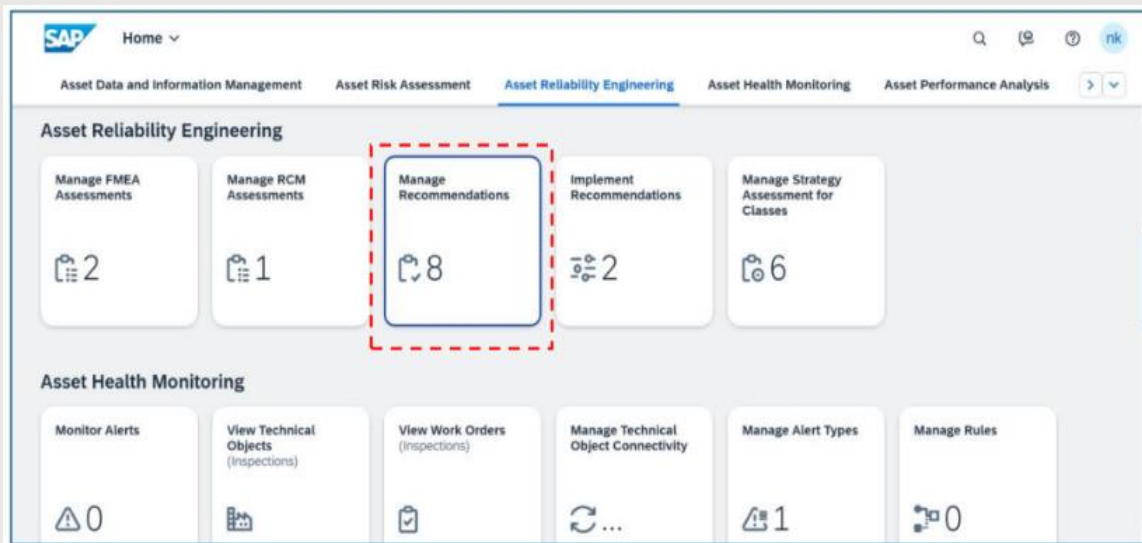 SAP Home
nk
Asset Data and Information Management Asset Risk Assessment Asset Reliability Engineering Asset Health Monitoring Asset Performance Analysis
Asset Reliability Engineering
Manage FMEA
Assessments
2
Manage RCM
Assessments
1
Manage
Recommendations
8
Implement
Recommendations
2
Manage Strategy
Assessment for
Classes
6
Asset Health Monitoring
Monitor Alerts
0
View Technical
Objects
(Inspections)
View Work Orders
(Inspections)
Manage Technical
Object Connectivity
...
Manage Alert Types
1
Manage Rules
0